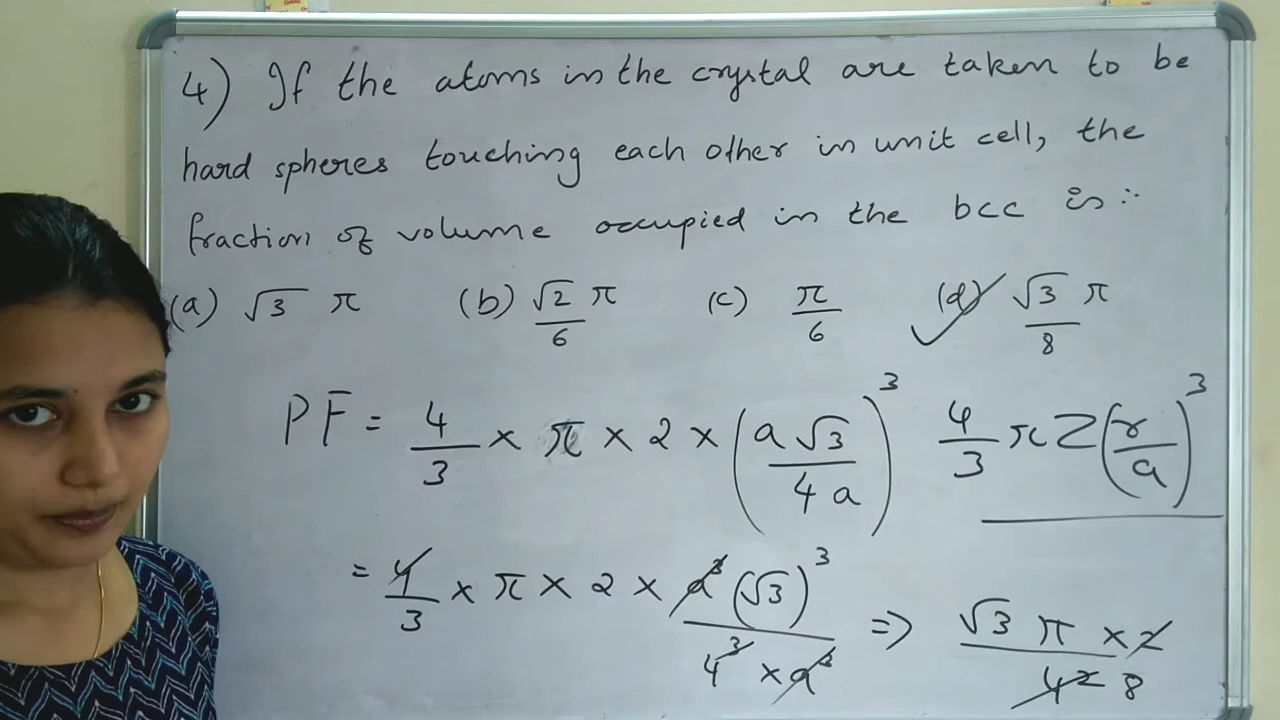 4) If the atoms in the crystal are taken to be
hard spheres touching each other in unit cell, the
fraction of volume occupied in the bcc is :-
(a) √3 π (b) √2 π/6 (c) π/6 (d) √3 π/8
PF = 4/3 × π × 2 × (a√3/4a)³ 4/3 π Z (r/a)³
= 4/3 × π × 2 × a³(√3)³/4³ × a³ ⇒ √3 π × 2/4² 8